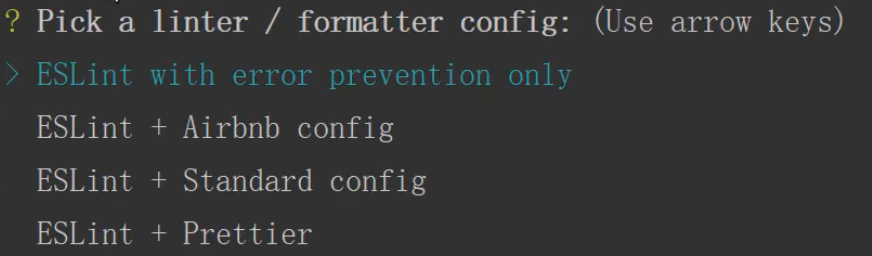 ? Pick a linter / formatter config: (Use arrow keys)
> ESLint with error prevention only
ESLint + Airbnb config
ESLint + Standard config
ESLint + Prettier